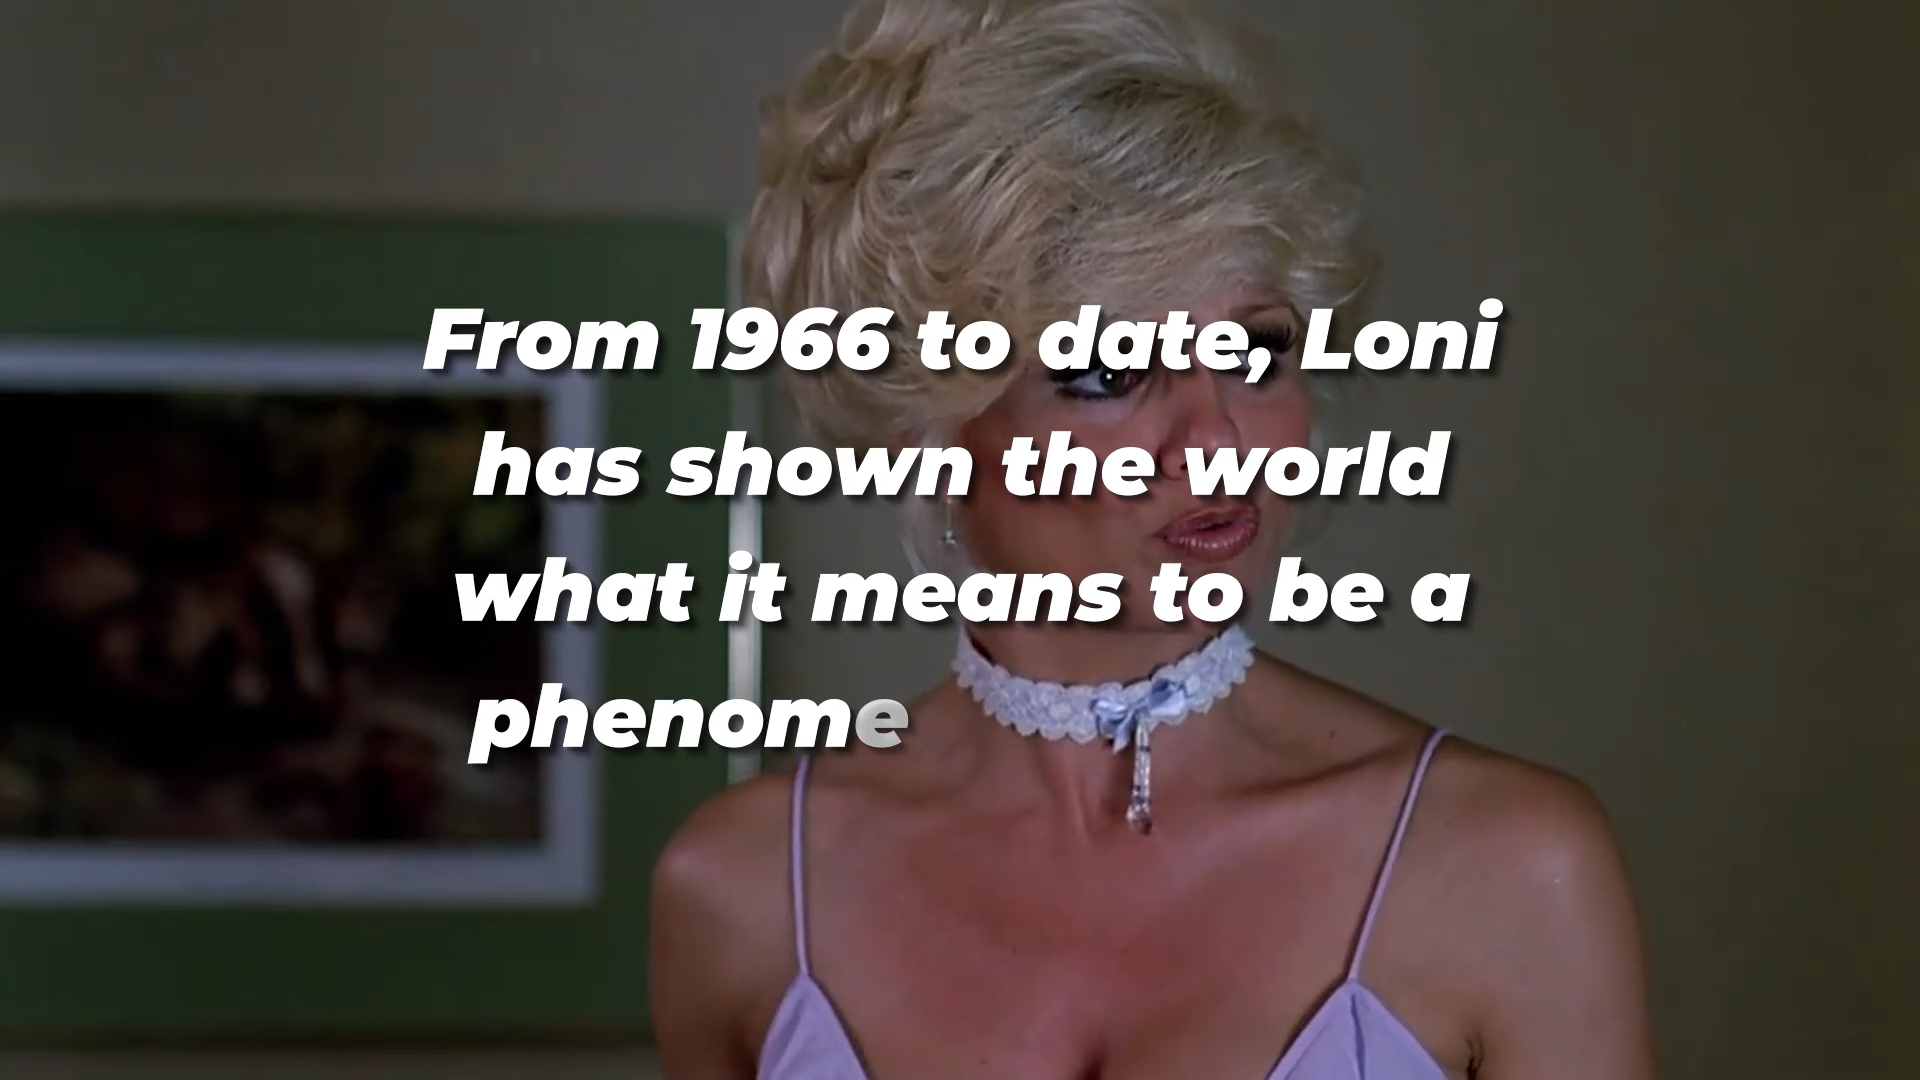 From 1966 to date, Loni
has shown the world
what it means to be a
phenome